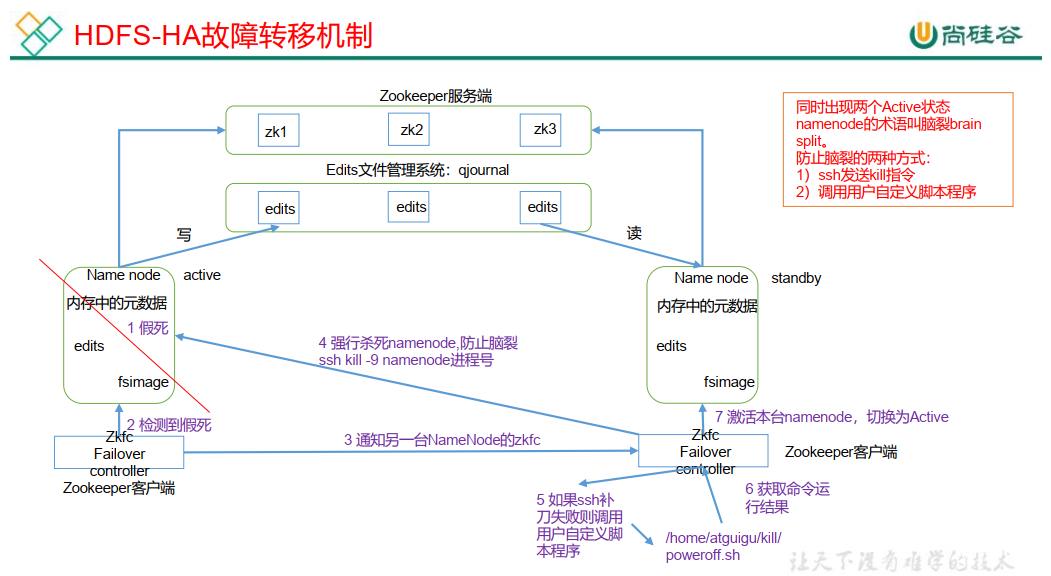 HDFS-HA故障转移机制
尚硅谷
Zookeeper服务端
zk1
zk2
zk3
同时出现两个Active状态
namenode的术语叫脑裂brain
split。
防止脑裂的两种方式：
1）ssh发送kill指令
2）调用用户自定义脚本程序
Edits文件管理系统：qjournal
edits
edits
edits
写
读
Name node
active
内存中的元数据
1 假死
edits
fsimage
Name node
standby
内存中的元数据
edits
fsimage
4 强行杀死namenode,防止脑裂
ssh kill -9 namenode进程号
2 检测到假死
Zkfc
Failover
controller
Zookeeper客户端
3 通知另一台NameNode的zkfc
7 激活本台namenode，切换为Active
Zkfc
Failover
controller
Zookeeper客户端
5 如果ssh补
刀失败则调用
用户自定义脚
本程序
6 获取命令运
行结果
/home/atguigu/kill/
poweroff.sh
让天下没有难学的技术